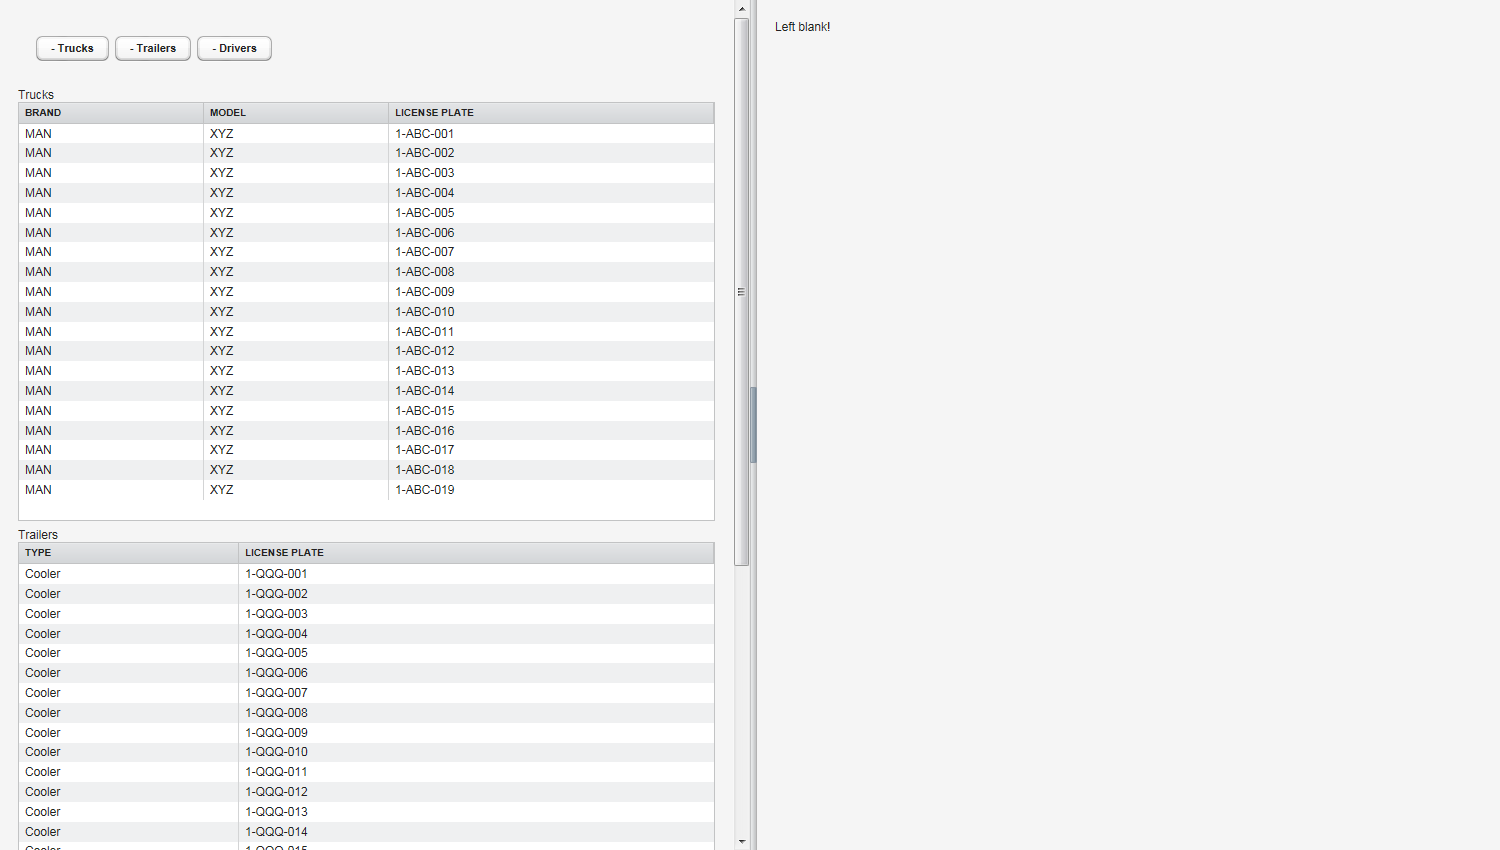 - Trucks - Trailers - Drivers
Left blank!
Trucks
BRAND MODEL LICENSE PLATE
MAN XYZ 1-ABC-001
MAN XYZ 1-ABC-002
MAN XYZ 1-ABC-003
MAN XYZ 1-ABC-004
MAN XYZ 1-ABC-005
MAN XYZ 1-ABC-006
MAN XYZ 1-ABC-007
MAN XYZ 1-ABC-008
MAN XYZ 1-ABC-009
MAN XYZ 1-ABC-010
MAN XYZ 1-ABC-011
MAN XYZ 1-ABC-012
MAN XYZ 1-ABC-013
MAN XYZ 1-ABC-014
MAN XYZ 1-ABC-015
MAN XYZ 1-ABC-016
MAN XYZ 1-ABC-017
MAN XYZ 1-ABC-018
MAN XYZ 1-ABC-019
Trailers
TYPE LICENSE PLATE
Cooler 1-QQQ-001
Cooler 1-QQQ-002
Cooler 1-QQQ-003
Cooler 1-QQQ-004
Cooler 1-QQQ-005
Cooler 1-QQQ-006
Cooler 1-QQQ-007
Cooler 1-QQQ-008
Cooler 1-QQQ-009
Cooler 1-QQQ-010
Cooler 1-QQQ-011
Cooler 1-QQQ-012
Cooler 1-QQQ-013
Cooler 1-QQQ-014
Cooler 1-QQQ-015